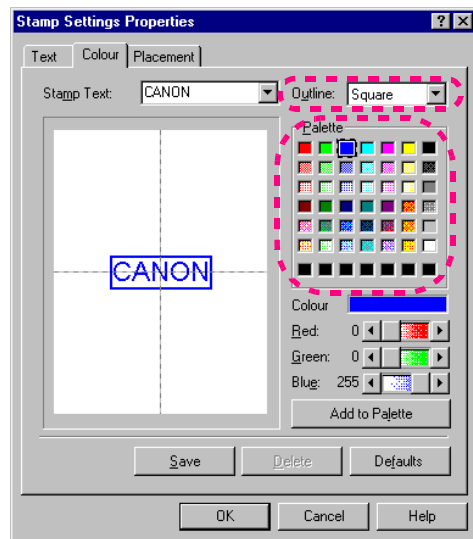 Stamp Settings Properties
Text Colour Placement
Stamp Text: CANON Outline: Square
Palette
CANON
Colour
Red: 0
Green: 0
Blue: 255
Add to Palette
Save Delete Defaults
OK Cancel Help